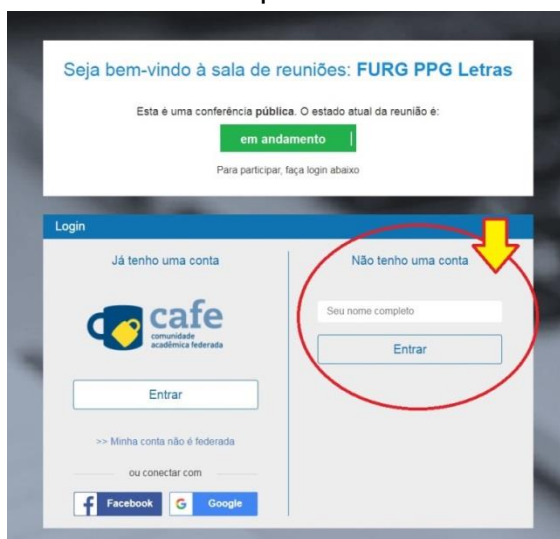 Seja bem-vindo à sala de reuniões: FURG PPG Letras
Esta é uma conferência pública. O estado atual da reunião é:
em andamento
Para participar, faça login abaixo
Login
Já tenho uma conta
cafe
comunidade
acadêmica federada
Entrar
>> Minha conta não é federada
ou conectar com
Facebook
Google
Não tenho uma conta
Seu nome completo
Entrar